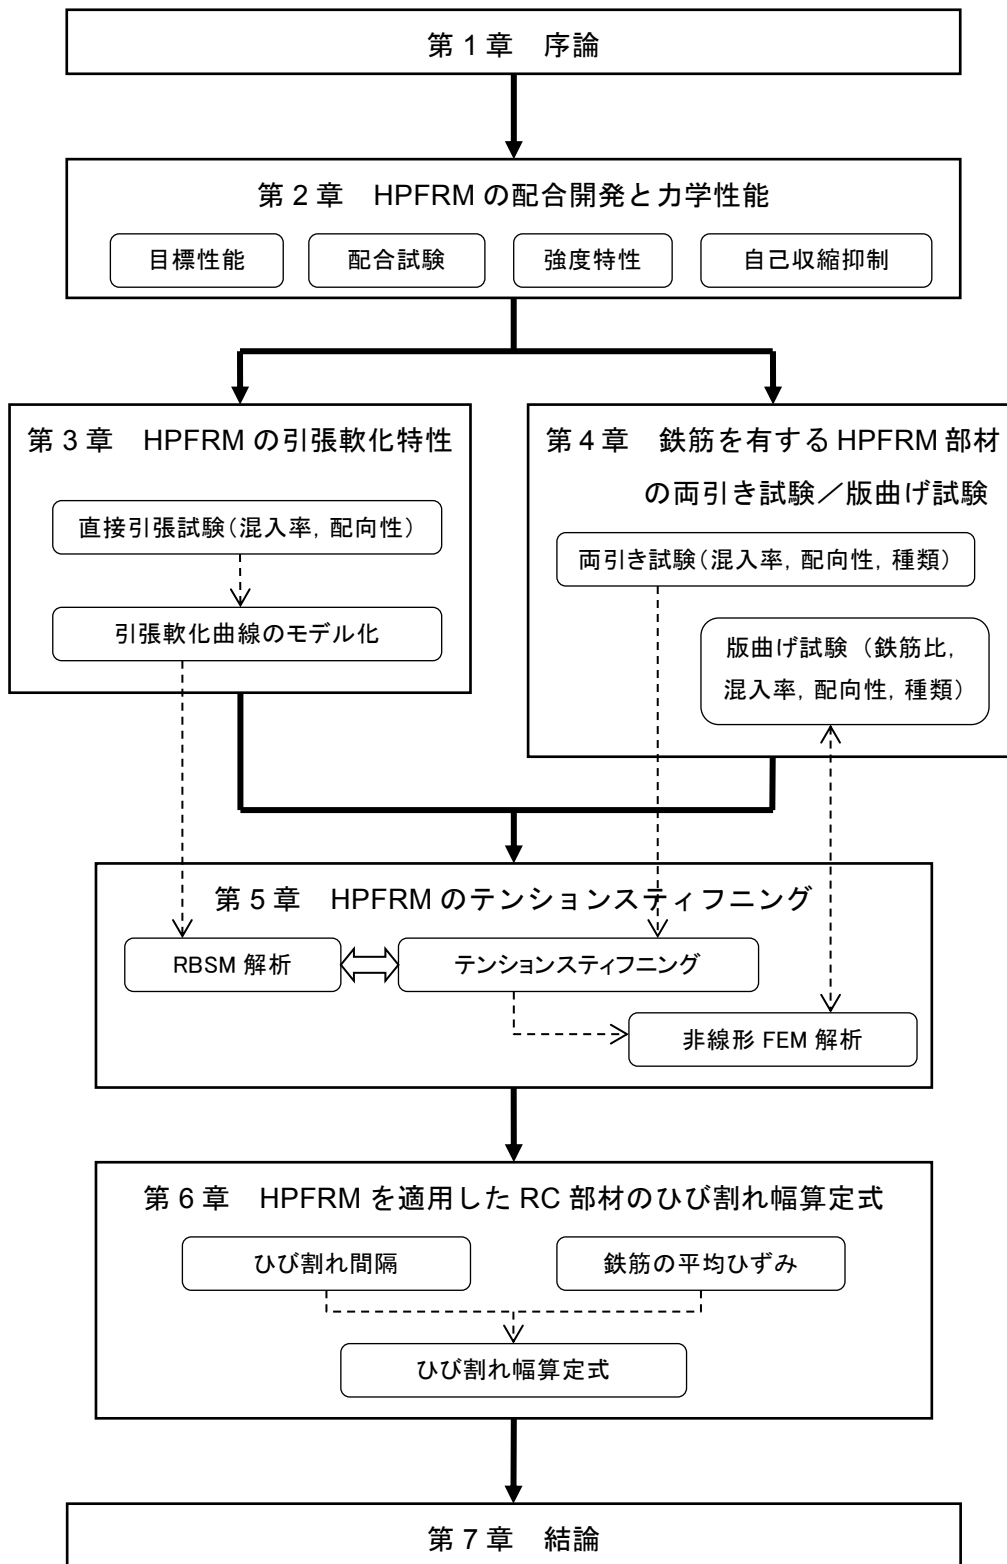 第 1 章　序論
第 2 章　HPFRM の配合開発と力学性能
目標性能
配合試験
強度特性
自己収縮抑制
第 3 章　HPFRM の引張軟化特性
直接引張試験（混入率, 配向性）
引張軟化曲線のモデル化
第 4 章　鉄筋を有する HPFRM 部材
の両引き試験／版曲げ試験
両引き試験（混入率, 配向性, 種類）
版曲げ試験（鉄筋比,
混入率, 配向性, 種類）
第 5 章　HPFRM のテンションスティフニング
RBSM 解析
テンションスティフニング
非線形 FEM 解析
第 6 章　HPFRM を適用した RC 部材のひび割れ幅算定式
ひび割れ間隔
鉄筋の平均ひずみ
ひび割れ幅算定式
第 7 章　結論